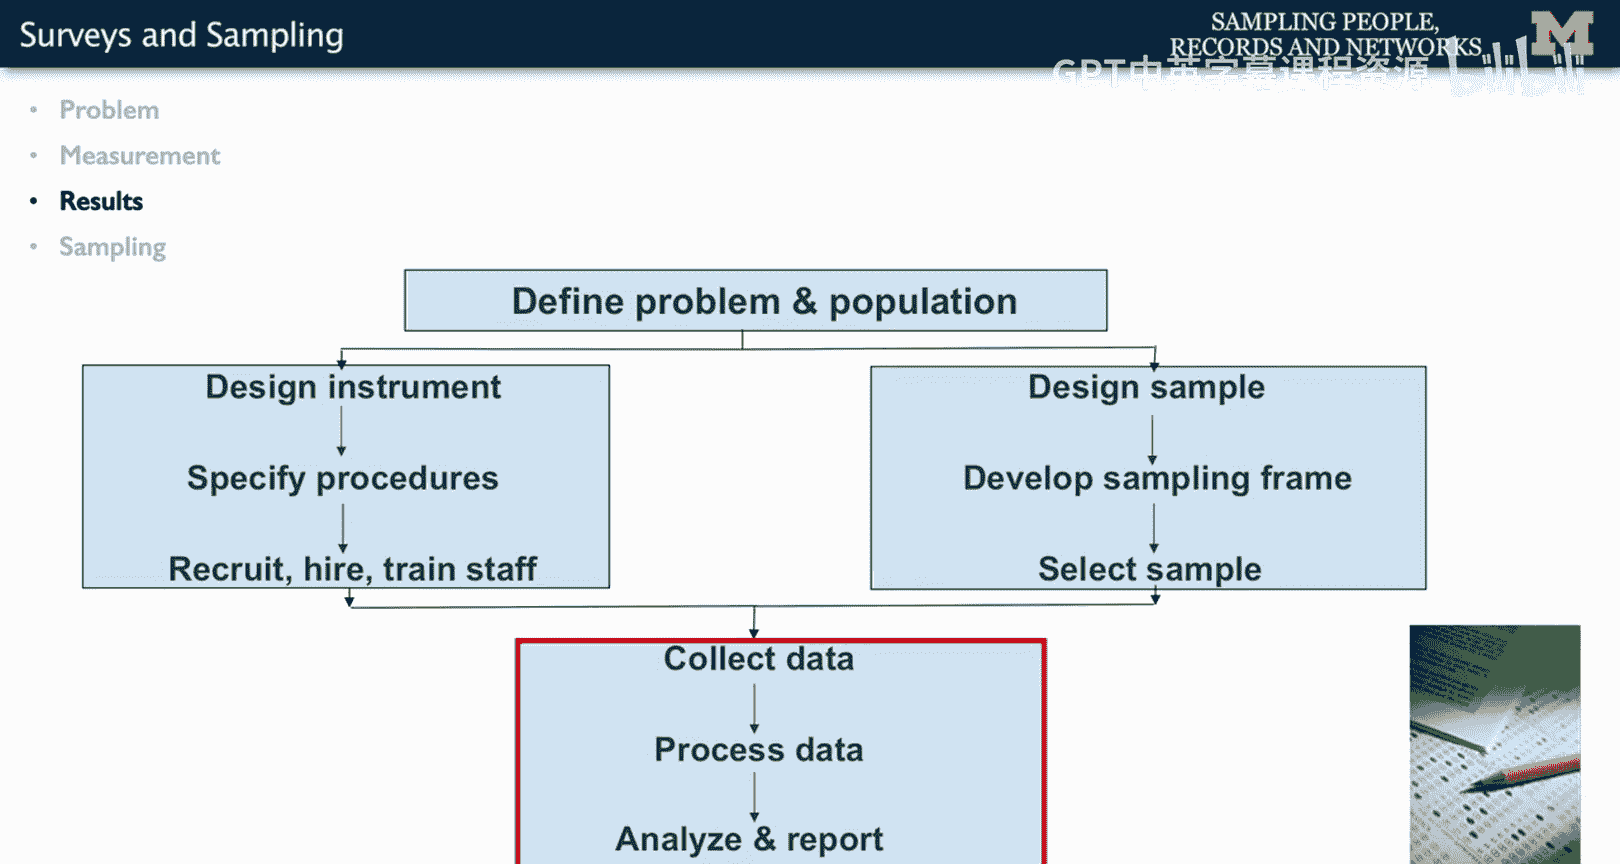 Surveys and Sampling
SAMPLING PEOPLE,
RECORDS AND NETWORKS
M
GPT中英字幕课程资源
bilibili
• Problem
• Measurement
• Results
• Sampling
Define problem & population
Design instrument
Specify procedures
Recruit, hire, train staff
Design sample
Develop sampling frame
Select sample
Collect data
Process data
Analyze & report